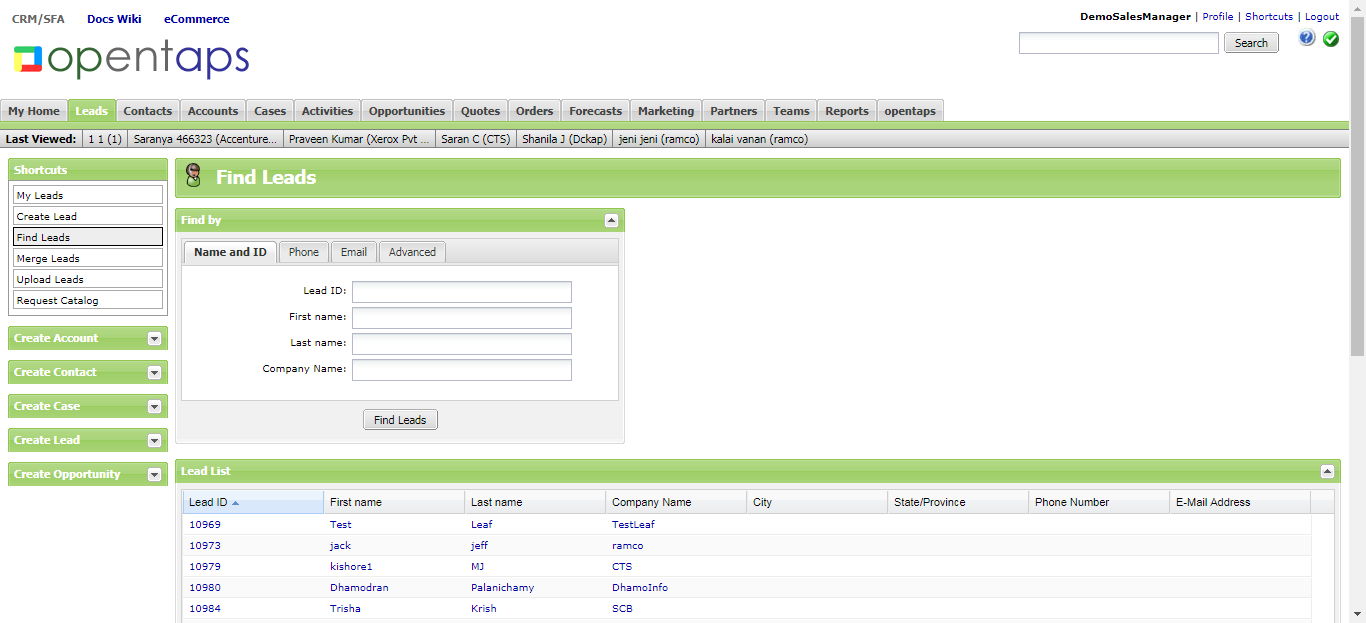 CRM/SFA Docs Wiki eCommerce
DemoSalesManager | Profile | Shortcuts | Logout
opentaps
Search
My Home Leads Contacts Accounts Cases Activities Opportunities Quotes Orders Forecasts Marketing Partners Teams Reports opentaps
Last Viewed: 1 1 (1) Saranya 466323 (Accenture... Praveen Kumar (Xerox Pvt ... Saran C (CTS) Shanila J (Dckap) jeni jeni (ramco) kalai vanan (ramco)
Shortcuts
My Leads
Create Lead
Find Leads
Merge Leads
Upload Leads
Request Catalog
Create Account
Create Contact
Create Case
Create Lead
Create Opportunity
Find Leads
Find by
Name and ID Phone Email Advanced
Lead ID:
First name:
Last name:
Company Name:
Find Leads
Lead List
Lead ID First name Last name Company Name City State/Province Phone Number E-Mail Address
10969 Test Leaf TestLeaf
10973 jack jeff ramco
10979 kishore1 MJ CTS
10980 Dhamodran Palanichamy DhamoInfo
10984 Trisha Krish SCB